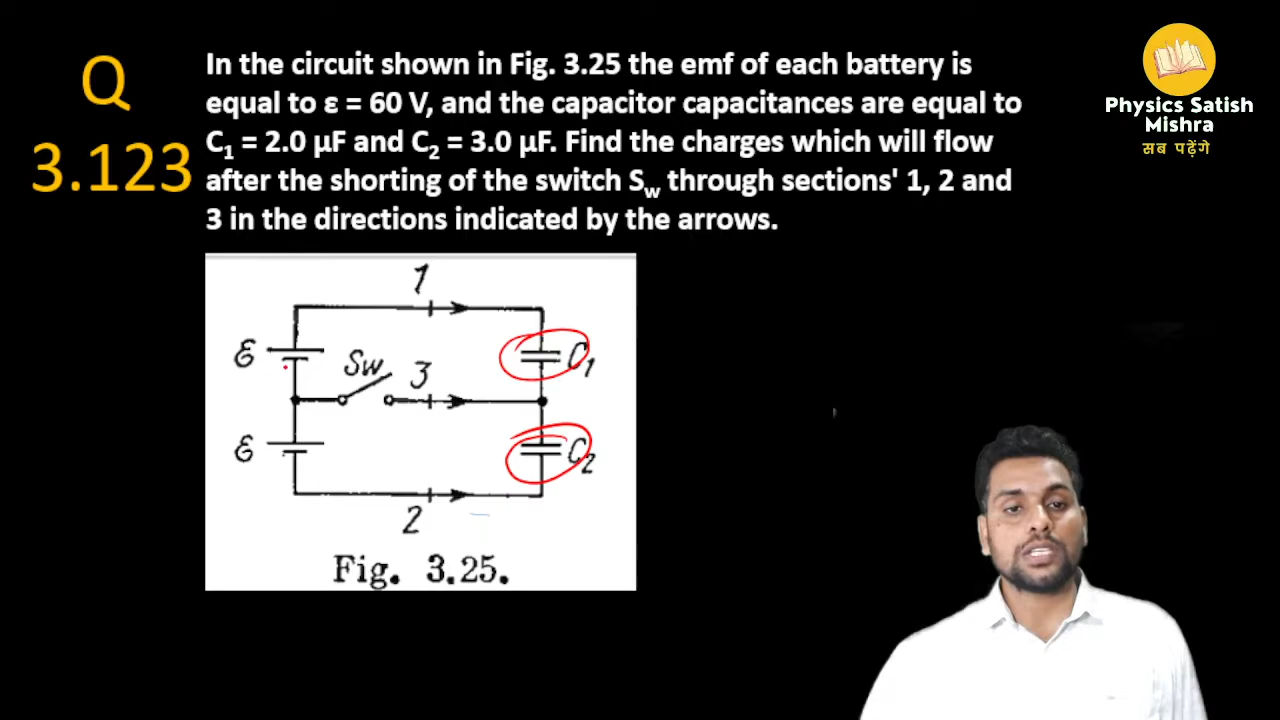 Q
3.123
In the circuit shown in Fig. 3.25 the emf of each battery is
equal to ε = 60 V, and the capacitor capacitances are equal to
C₁ = 2.0 μF and C₂ = 3.0 μF. Find the charges which will flow
after the shorting of the switch Sw through sections' 1, 2 and
3 in the directions indicated by the arrows.
Physics Satish
Mishra
सब पढ़ेंगे
1
ℰ Sw 3 C₁
ℰ C₂
2
Fig. 3.25.